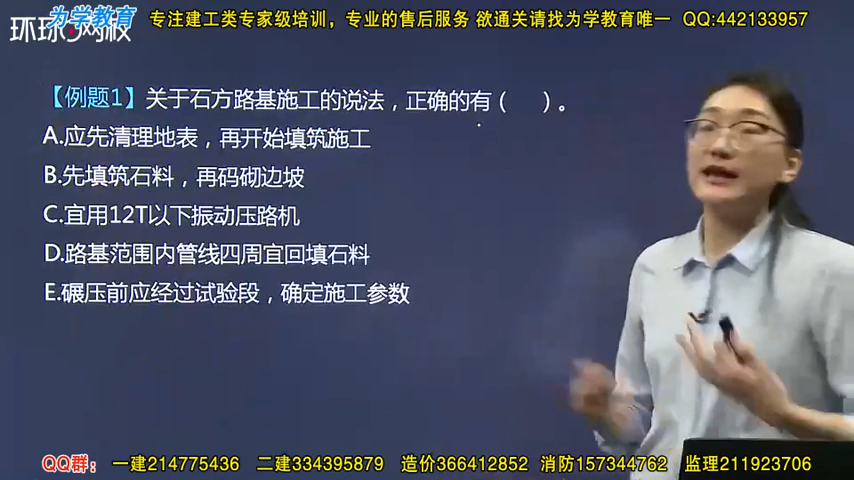 为学教育
环球网校
专注建工类专家级培训，专业的售后服务 欲通关请找为学教育唯一 QQ:442133957
【例题1】关于石方路基施工的说法，正确的有（ ）。
A.应先清理地表，再开始填筑施工
B.先填筑石料，再码砌边坡
C.宜用12T以下振动压路机
D.路基范围内管线四周宜回填石料
E.碾压前应经过试验段，确定施工参数
QQ群： 一建214775436 二建334395879 造价366412852 消防157344762 监理211923706